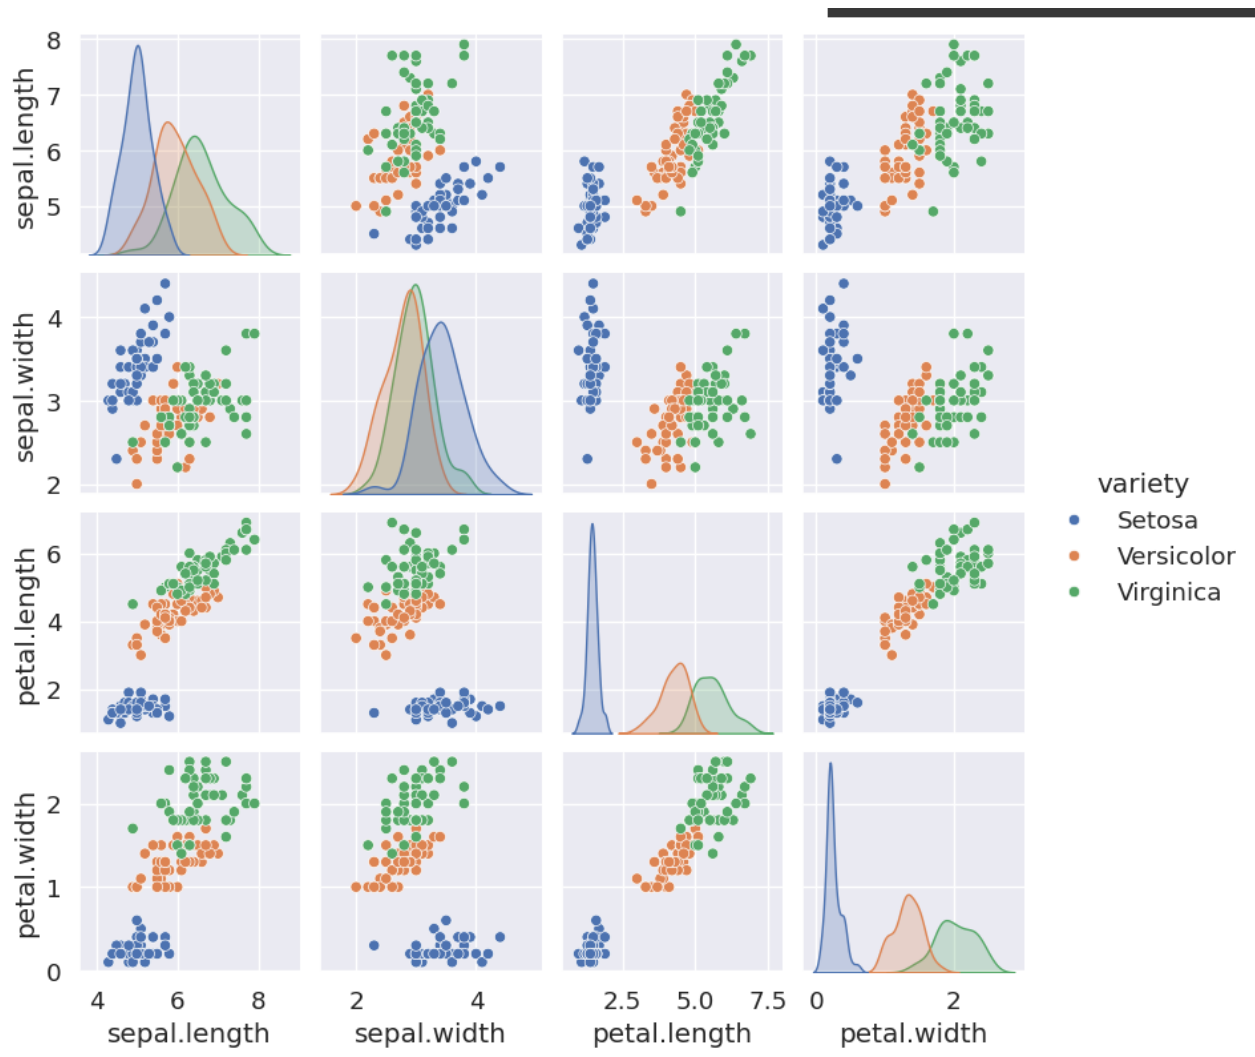 sepal.length
8
7
6
5
sepal.width
4
3
2
petal.length
6
4
2
petal.width
2
1
0
4 6 8
2 4
2.5 5.0 7.5
0 2
sepal.length
sepal.width
petal.length
petal.width
variety
Setosa
Versicolor
Virginica